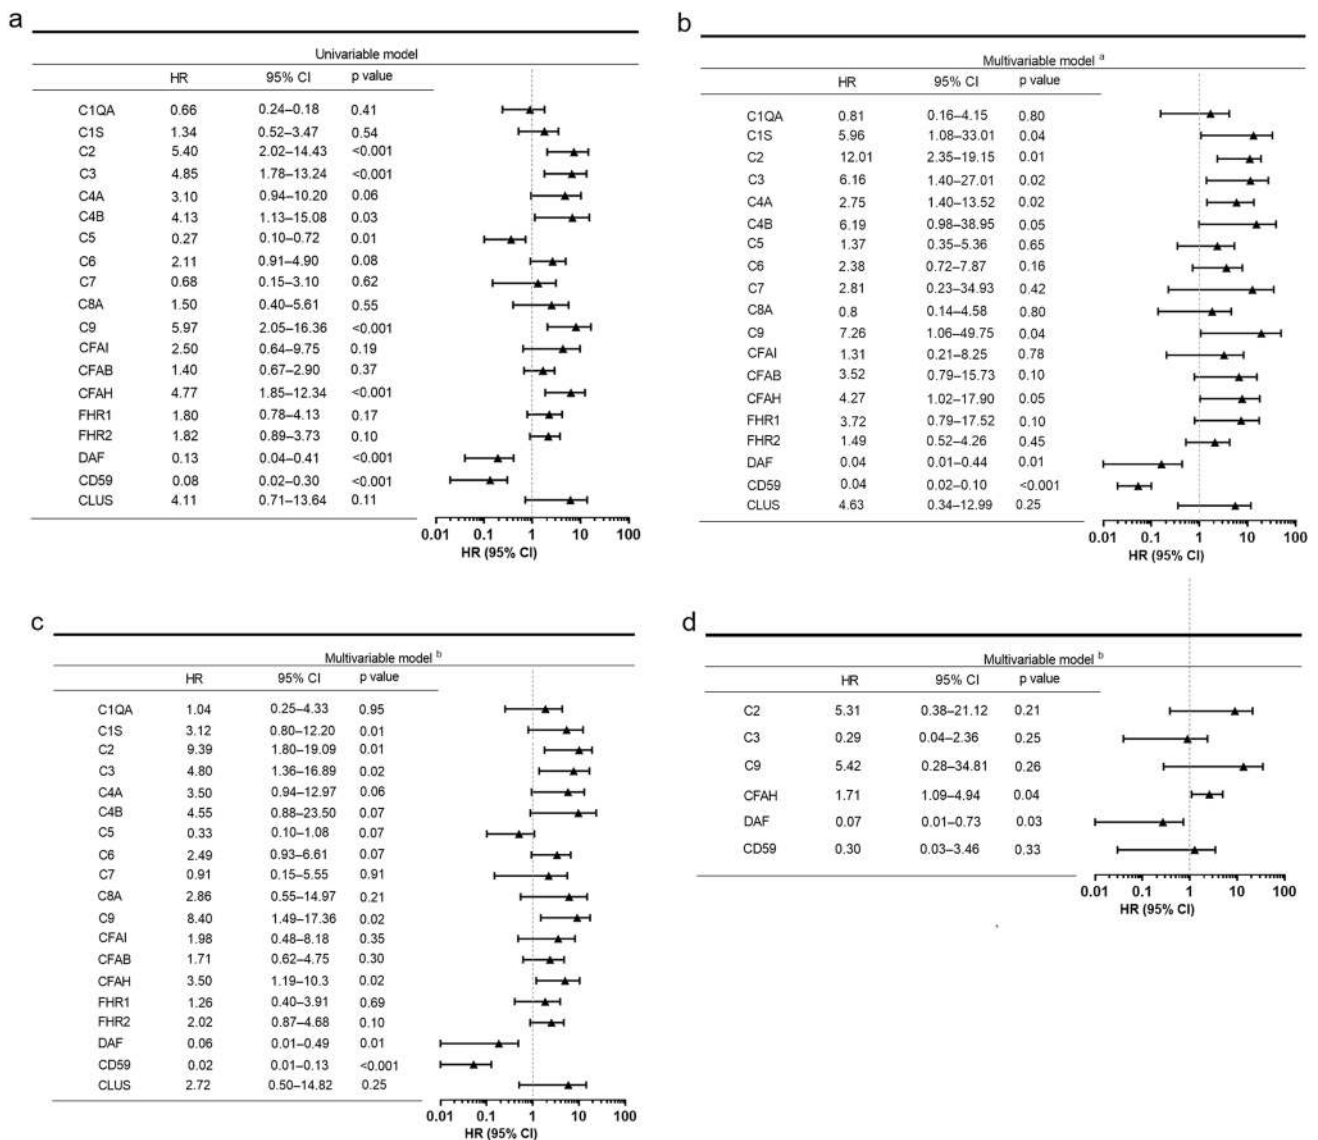 a
Univariable model
HR 95% CI p value
C1QA 0.66 0.24–0.18 0.41
C1S 1.34 0.52–3.47 0.54
C2 5.40 2.02–14.43 <0.001
C3 4.85 1.78–13.24 <0.001
C4A 3.10 0.94–10.20 0.06
C4B 4.13 1.13–15.08 0.03
C5 0.27 0.10–0.72 0.01
C6 2.11 0.91–4.90 0.08
C7 0.68 0.15–3.10 0.62
C8A 1.50 0.40–5.61 0.55
C9 5.97 2.05–16.36 <0.001
CFAI 2.50 0.64–9.75 0.19
CFAB 1.40 0.67–2.90 0.37
CFAH 4.77 1.85–12.34 <0.001
FHR1 1.80 0.78–4.13 0.17
FHR2 1.82 0.89–3.73 0.10
DAF 0.13 0.04–0.41 <0.001
CD59 0.08 0.02–0.30 <0.001
CLUS 4.11 0.71–13.64 0.11
0.01 0.1 1 10 100
HR (95% CI)
b
Multivariable model a
HR 95% CI p value
C1QA 0.81 0.16–4.15 0.80
C1S 5.96 1.08–33.01 0.04
C2 12.01 2.35–19.15 0.01
C3 6.16 1.40–27.01 0.02
C4A 2.75 1.40–13.52 0.02
C4B 6.19 0.98–38.95 0.05
C5 1.37 0.35–5.36 0.65
C6 2.38 0.72–7.87 0.16
C7 2.81 0.23–34.93 0.42
C8A 0.8 0.14–4.58 0.80
C9 7.26 1.06–49.75 0.04
CFAI 1.31 0.21–8.25 0.78
CFAB 3.52 0.79–15.73 0.10
CFAH 4.27 1.02–17.90 0.05
FHR1 3.72 0.79–17.52 0.10
FHR2 1.49 0.52–4.26 0.45
DAF 0.04 0.01–0.44 0.01
CD59 0.04 0.02–0.10 <0.001
CLUS 4.63 0.34–12.99 0.25
0.01 0.1 1 10 100
HR (95% CI)
c
Multivariable model b
HR 95% CI p value
C1QA 1.04 0.25–4.33 0.95
C1S 3.12 0.80–12.20 0.01
C2 9.39 1.80–19.09 0.01
C3 4.80 1.36–16.89 0.02
C4A 3.50 0.94–12.97 0.06
C4B 4.55 0.88–23.50 0.07
C5 0.33 0.10–1.08 0.07
C6 2.49 0.93–6.61 0.07
C7 0.91 0.15–5.55 0.91
C8A 2.86 0.55–14.97 0.21
C9 8.40 1.49–17.36 0.02
CFAI 1.98 0.48–8.18 0.35
CFAB 1.71 0.62–4.75 0.30
CFAH 3.50 1.19–10.3 0.02
FHR1 1.26 0.40–3.91 0.69
FHR2 2.02 0.87–4.68 0.10
DAF 0.06 0.01–0.49 0.01
CD59 0.02 0.01–0.13 <0.001
CLUS 2.72 0.50–14.82 0.25
0.01 0.1 1 10 100
HR (95% CI)
d
Multivariable model b
HR 95% CI p value
C2 5.31 0.38–21.12 0.21
C3 0.29 0.04–2.36 0.25
C9 5.42 0.28–34.81 0.26
CFAH 1.71 1.09–4.94 0.04
DAF 0.07 0.01–0.73 0.03
CD59 0.30 0.03–3.46 0.33
0.01 0.1 1 10 100
HR (95% CI)